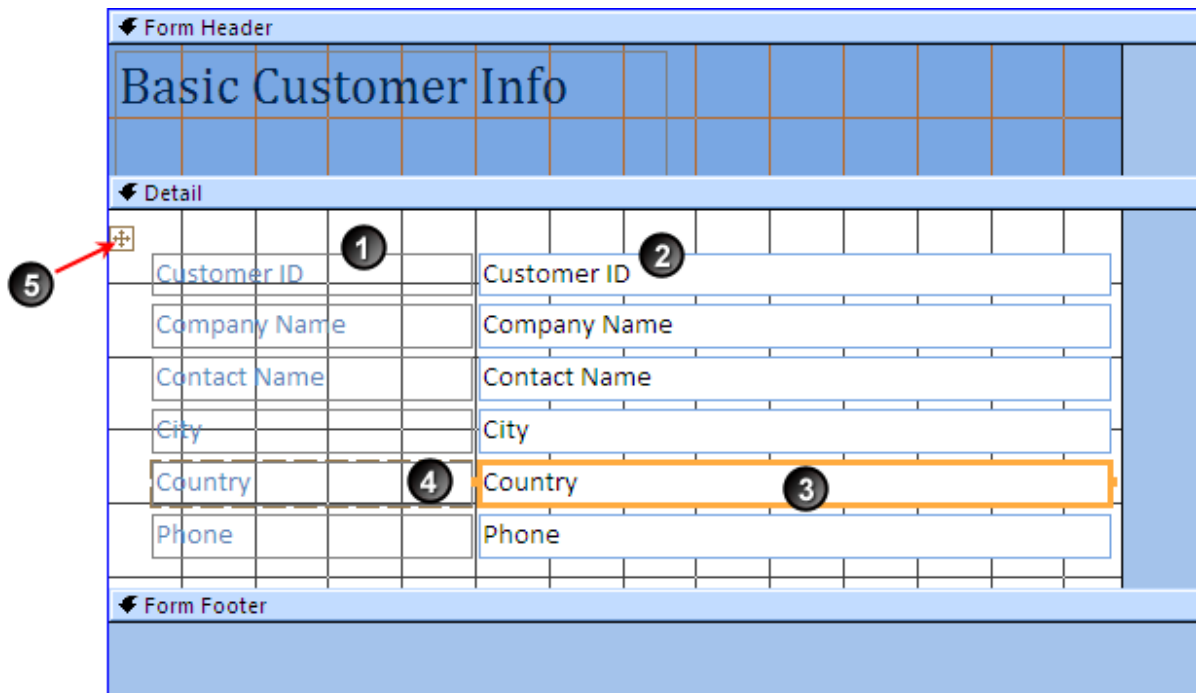 Form Header
Basic Customer Info
Detail
1
2
5
Customer ID Customer ID
Company Name Company Name
Contact Name Contact Name
City City
Country 4 Country 3
Phone Phone
Form Footer